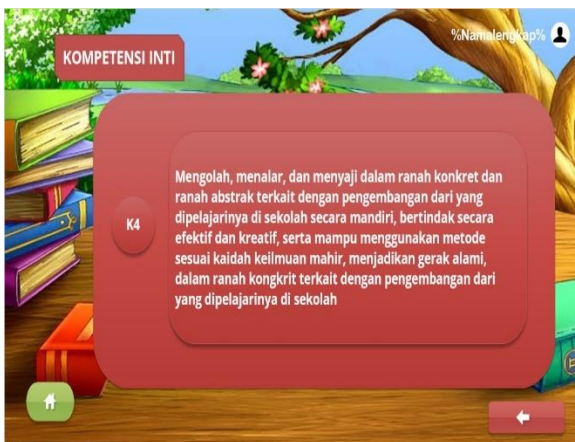 %Namalengkap%
KOMPETENSI INTI
K4
Mengolah, menalar, dan menyaji dalam ranah konkret dan
ranah abstrak terkait dengan pengembangan dari yang
dipelajarinya di sekolah secara mandiri, bertindak secara
efektif dan kreatif, serta mampu menggunakan metode
sesuai kaidah keilmuan mahir, menjadikan gerak alami,
dalam ranah kongkrit terkait dengan pengembangan dari
yang dipelajarinya di sekolah